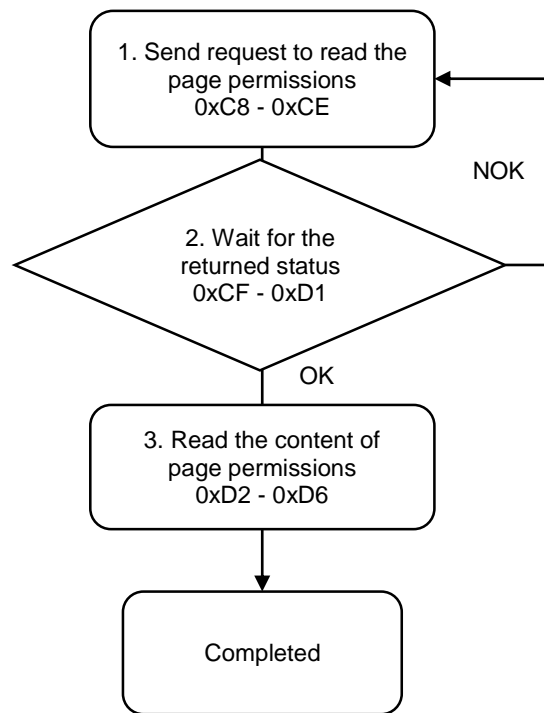 1. Send request to read the
page permissions
0xC8 - 0xCE
NOK
2. Wait for the
returned status
0xCF - 0xD1
OK
3. Read the content of
page permissions
0xD2 - 0xD6
Completed